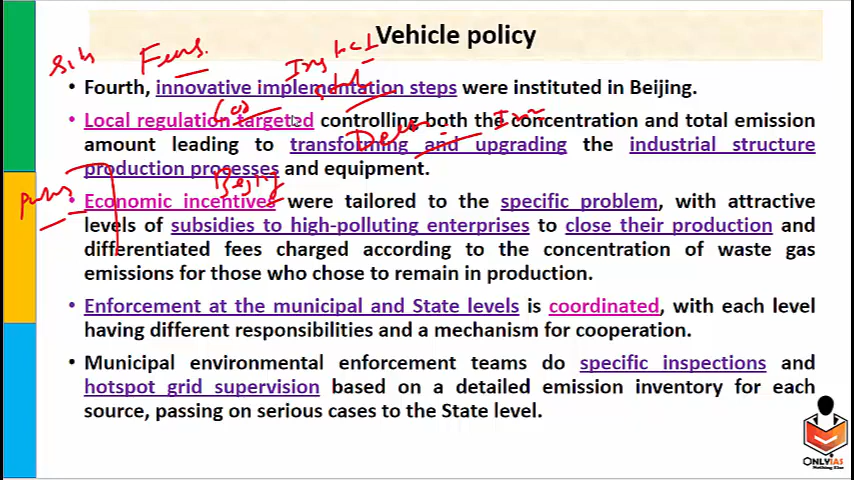 Vehicle policy
• Fourth, innovative implementation steps were instituted in Beijing.
• Local regulation targeted controlling both the concentration and total emission
amount leading to transforming and upgrading the industrial structure
production processes and equipment.
• Economic incentives were tailored to the specific problem, with attractive
levels of subsidies to high-polluting enterprises to close their production and
differentiated fees charged according to the concentration of waste gas
emissions for those who chose to remain in production.
• Enforcement at the municipal and State levels is coordinated, with each level
having different responsibilities and a mechanism for cooperation.
• Municipal environmental enforcement teams do specific inspections and
hotspot grid supervision based on a detailed emission inventory for each
source, passing on serious cases to the State level.
ONLYIAS
Nothing Else